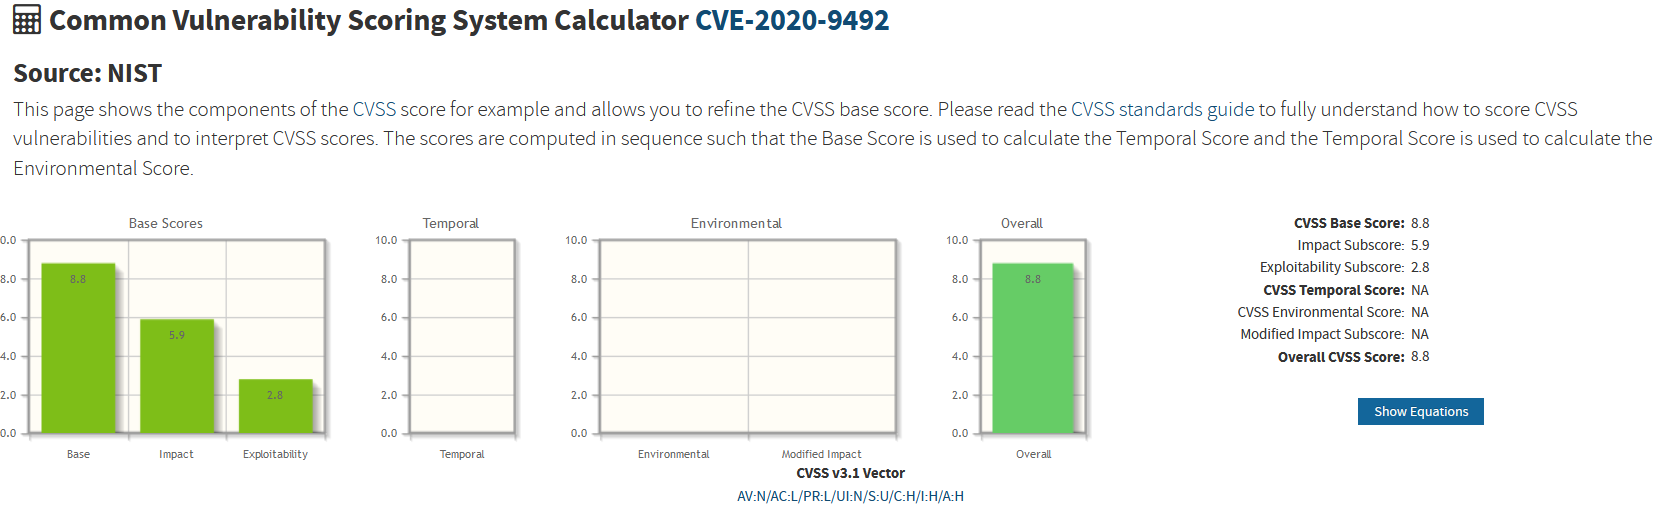 Common Vulnerability Scoring System Calculator CVE-2020-9492
Source: NIST
This page shows the components of the CVSS score for example and allows you to refine the CVSS base score. Please read the CVSS standards guide to fully understand how to score CVSS
vulnerabilities and to interpret CVSS scores. The scores are computed in sequence such that the Base Score is used to calculate the Temporal Score and the Temporal Score is used to calculate the
Environmental Score.
Base Scores
0.0
8.0
6.0
4.0
2.0
0.0
8.8
5.9
2.8
Base Impact Exploitability
Temporal
10.0
8.0
6.0
4.0
2.0
0.0
Temporal
Environmental
10.0
8.0
6.0
4.0
2.0
0.0
Environmental Modified Impact
Overall
10.0
8.0
6.0
4.0
2.0
0.0
8.8
Overall
CVSS v3.1 Vector
AV:N/AC:L/PR:L/UI:N/S:U/C:H/I:H/A:H
CVSS Base Score: 8.8
Impact Subscore: 5.9
Exploitability Subscore: 2.8
CVSS Temporal Score: NA
CVSS Environmental Score: NA
Modified Impact Subscore: NA
Overall CVSS Score: 8.8
Show Equations